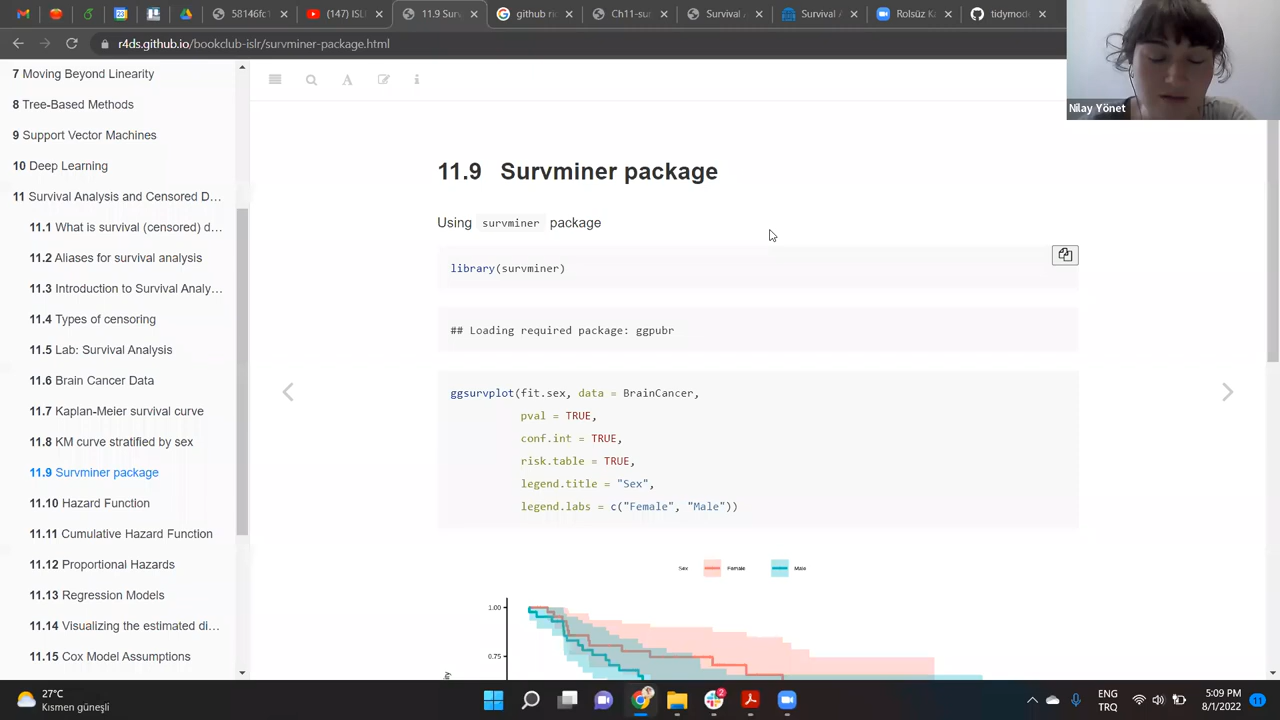 58146fc1
(147) ISL
11.9 Surv
github ri
Ch11-su
Survival
Survival
Rolsüz K
tidymod
r4ds.github.io/bookclub-islr/survminer-package.html
Nilay Yönet
7 Moving Beyond Linearity
8 Tree-Based Methods
9 Support Vector Machines
10 Deep Learning
11 Survival Analysis and Censored D…
11.1 What is survival (censored) d…
11.2 Aliases for survival analysis
11.3 Introduction to Survival Analy…
11.4 Types of censoring
11.5 Lab: Survival Analysis
11.6 Brain Cancer Data
11.7 Kaplan-Meier survival curve
11.8 KM curve stratified by sex
11.9 Survminer package
11.10 Hazard Function
11.11 Cumulative Hazard Function
11.12 Proportional Hazards
11.13 Regression Models
11.14 Visualizing the estimated di…
11.15 Cox Model Assumptions
11.9 Survminer package
Using survminer package
library(survminer)
## Loading required package: ggpubr
ggsurvplot(fit.sex, data = BrainCancer,
pval = TRUE,
conf.int = TRUE,
risk.table = TRUE,
legend.title = "Sex",
legend.labs = c("Female", "Male"))
Sex Female Male
1.00
0.75
27°C
Kısmen güneşli
2
ENG
TRQ
5:09 PM
8/1/2022
11